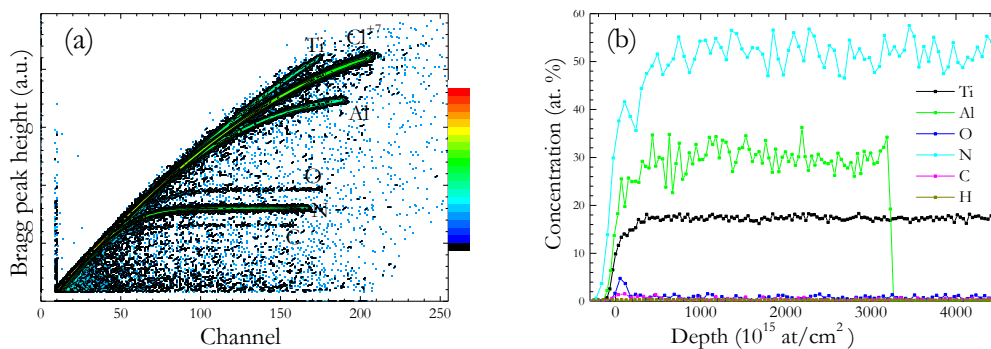 (a)
Ti
Cl+7
Al
O
N
C
Bragg peak height (a.u.)
0 50 100 150 200 250
Channel
(b)
60
50
40
30
20
10
0
Concentration (at. %)
Ti
Al
O
N
C
H
0 1000 2000 3000 4000
Depth (10^15 at/cm^2)